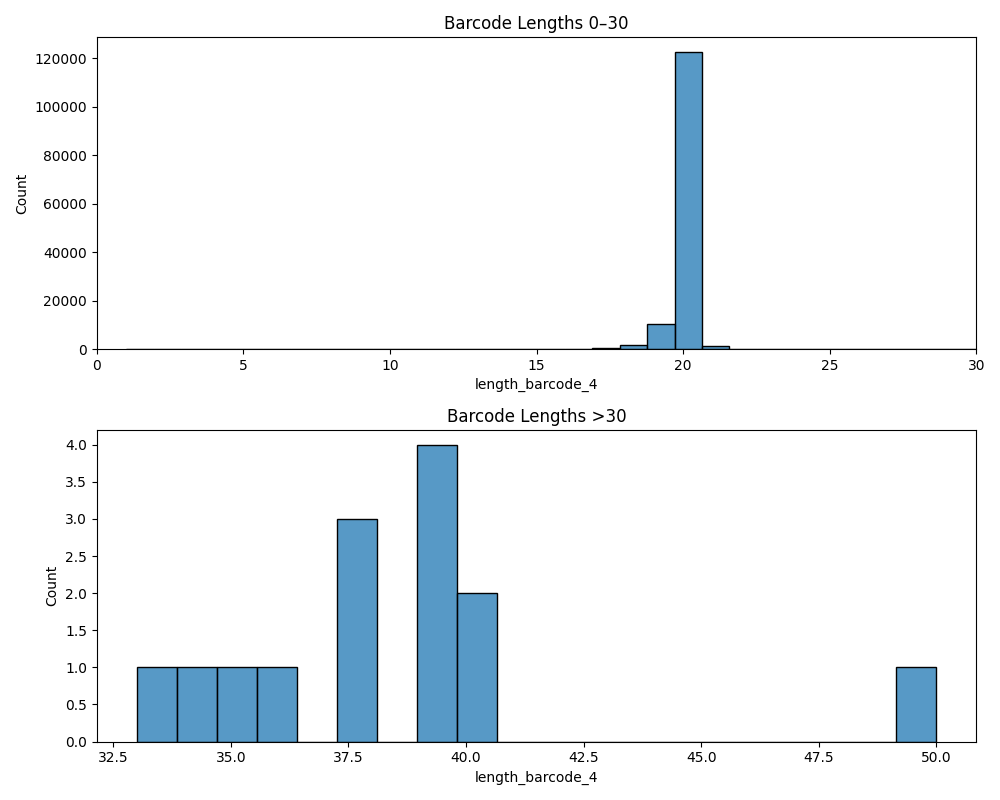 Barcode Lengths 0–30
120000
100000
80000
60000
40000
20000
0
Count
0 5 10 15 20 25 30
length_barcode_4
Barcode Lengths >30
4.0
3.5
3.0
2.5
2.0
1.5
1.0
0.5
0.0
Count
32.5 35.0 37.5 40.0 42.5 45.0 47.5 50.0
length_barcode_4